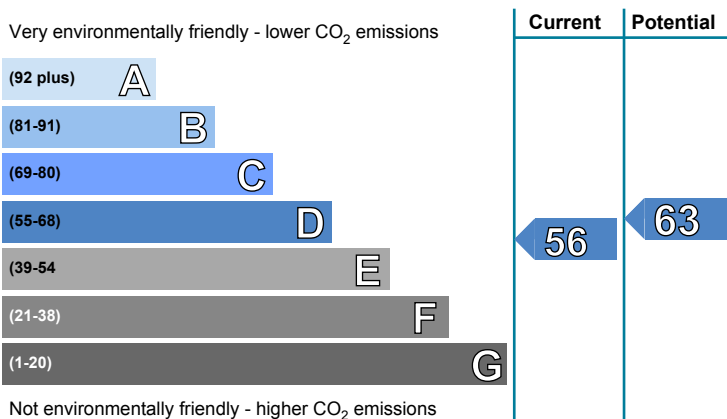 Current Potential
Very environmentally friendly - lower CO₂ emissions
(92 plus) A
(81-91) B
(69-80) C
(55-68) D
56 63
(39-54 E
(21-38) F
(1-20) G
Not environmentally friendly - higher CO₂ emissions